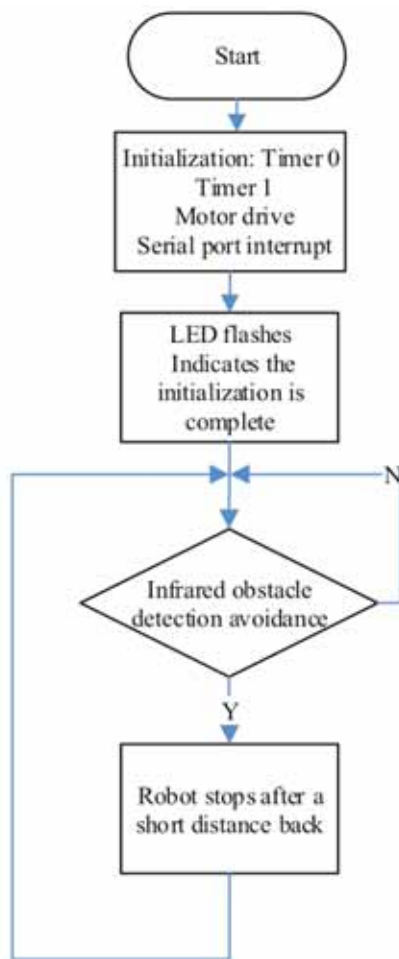 Start
Initialization: Timer 0
Timer 1
Motor drive
Serial port interrupt
LED flashes
Indicates the
initialization is
complete
N
Infrared obstacle
detection avoidance
Y
Robot stops after a
short distance back